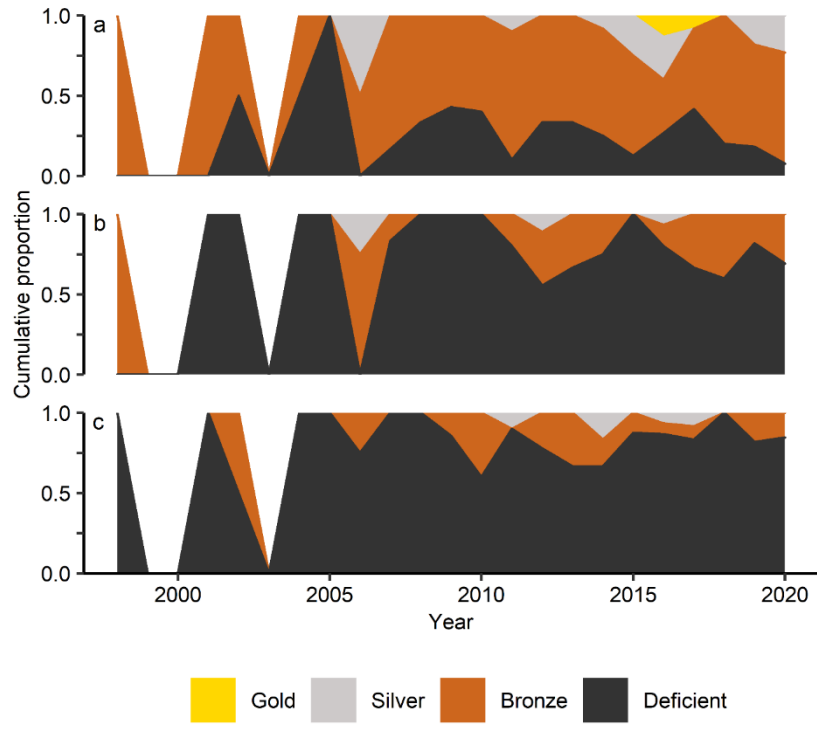 a
1.0
0.5
0.0
b
1.0
0.5
0.0
c
1.0
0.5
0.0
Cumulative proportion
2000 2005 2010 2015 2020
Year
Gold Silver Bronze Deficient